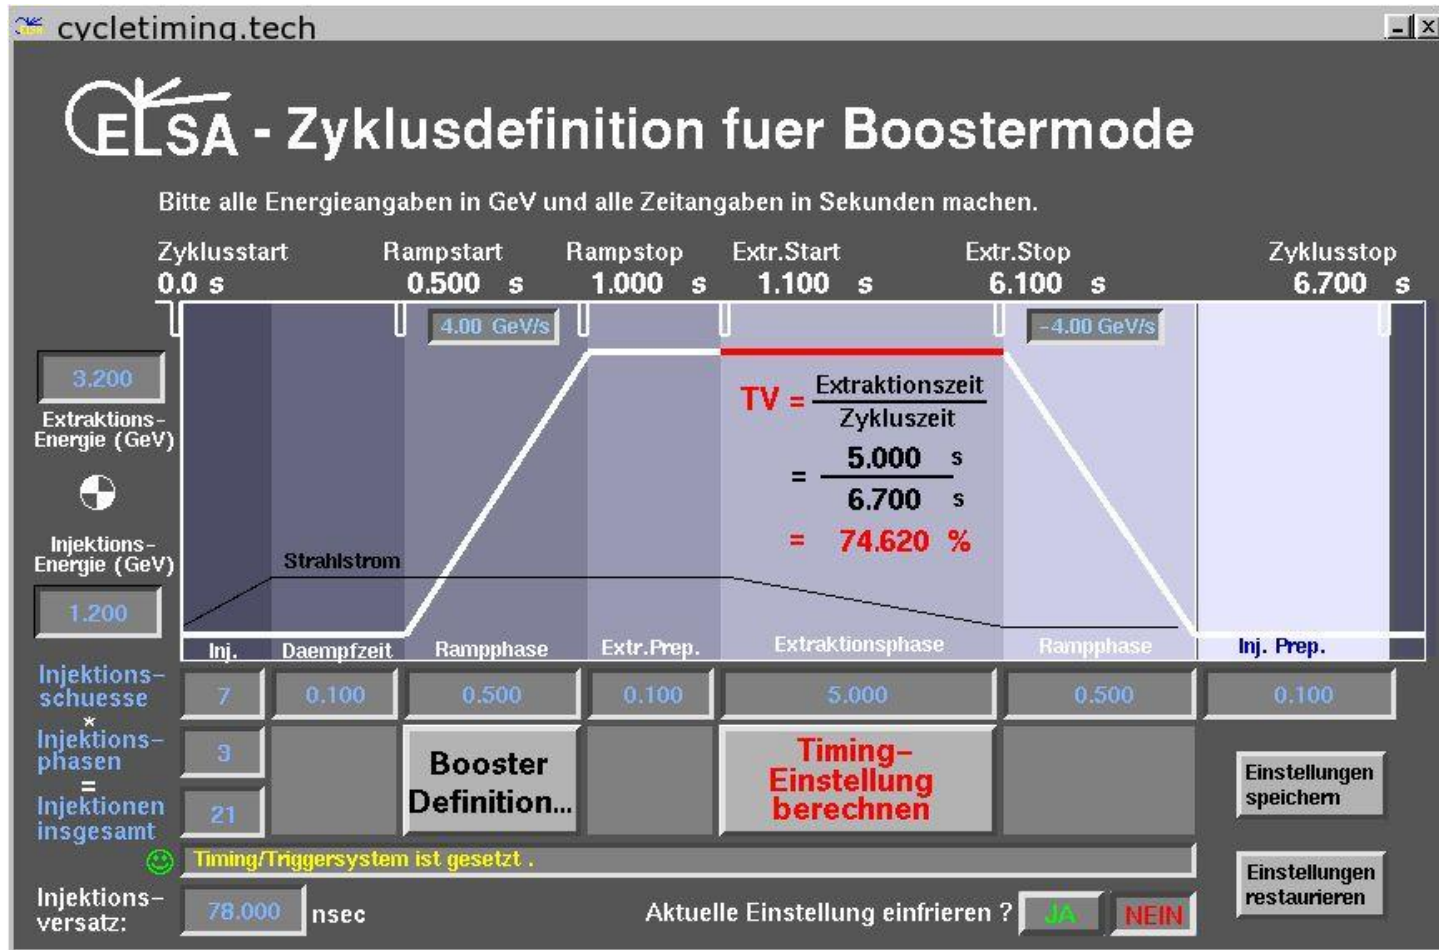 cycletiming.tech
ELSA - Zyklusdefinition fuer Boostermode
Bitte alle Energieangaben in GeV und alle Zeitangaben in Sekunden machen.
Zyklusstart Rampstart Rampstop Extr.Start Extr.Stop Zyklusstop
0.0 s 0.500 s 1.000 s 1.100 s 6.100 s 6.700 s
4.00 GeV/s -4.00 GeV/s
3.200
Extraktions-
Energie (GeV)
TV = Extraktionszeit
Zykluszeit
= 5.000 s
6.700 s
= 74.620 %
Injektions-
Energie (GeV)
1.200
Strahlstrom
Inj. Daempfzeit Rampphase Extr.Prep. Extraktionsphase Rampphase Inj. Prep.
Injektions-
schuesse
7 0.100 0.500 0.100 5.000 0.500 0.100
*
Injektions-
phasen
3
=
Injektionen
insgesamt
21
Booster
Definition...
Timing-
Einstellung
berechnen
Einstellungen
speichern
Timing/Triggersystem ist gesetzt .
Einstellungen
restaurieren
Injektions-
versatz:
78.000 nsec
Aktuelle Einstellung einfrieren ? JA NEIN